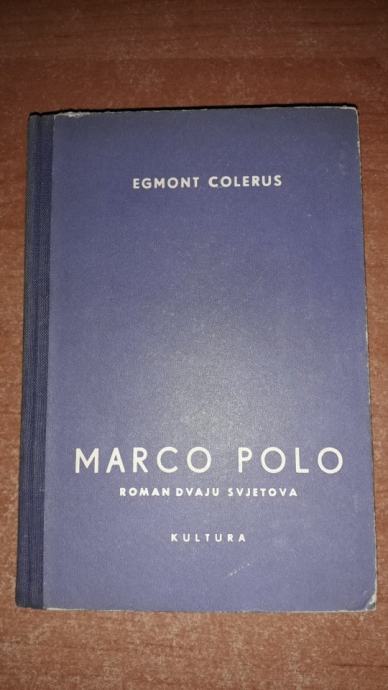 EGMONT COLERUS
MARCO POLO
ROMAN DVAJU SVJETOVA
KULTURA